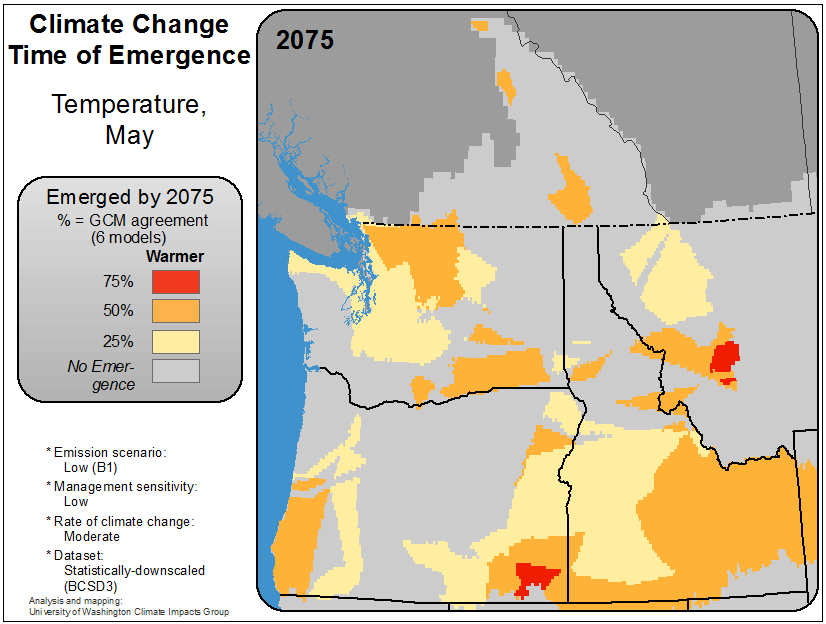 Climate Change
Time of Emergence
Temperature,
May
Emerged by 2075
% = GCM agreement
(6 models)
Warmer
75%
50%
25%
No Emer-
gence
* Emission scenario:
Low (B1)
* Management sensitivity:
Low
* Rate of climate change:
Moderate
* Dataset:
Statistically-downscaled
(BCSD3)
Analysis and mapping:
University of Washington Climate Impacts Group
2075